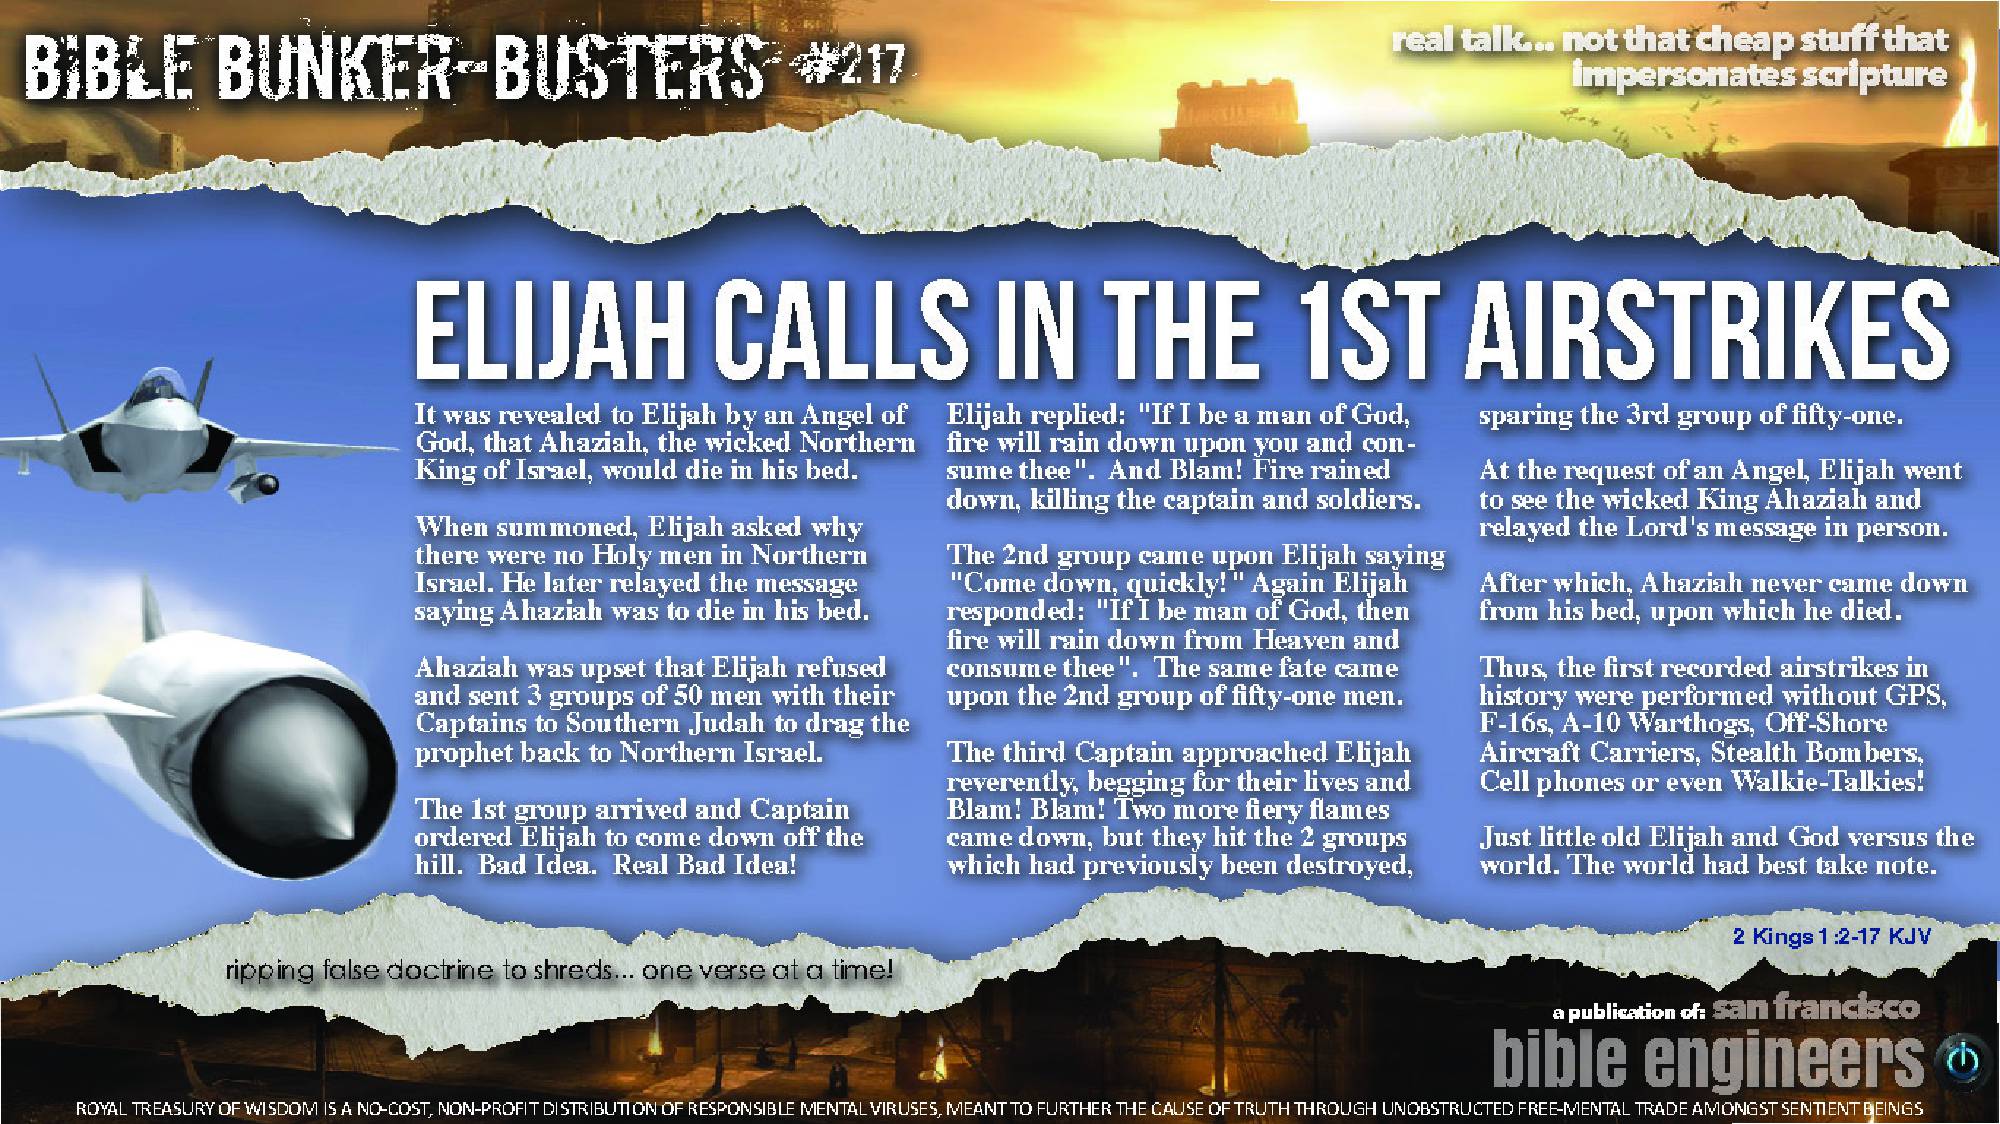 BIBLE BUNKER-BUSTERS #217
real talk... not that cheap stuff that
impersonates scripture
ELIJAH CALLS IN THE 1ST AIRSTRIKES
It was revealed to Elijah by an Angel of
God, that Ahaziah, the wicked Northern
King of Israel, would die in his bed.
When summoned, Elijah asked why
there were no Holy men in Northern
Israel. He later relayed the message
saying Ahaziah was to die in his bed.
Ahaziah was upset that Elijah refused
and sent 3 groups of 50 men with their
Captains to Southern Judah to drag the
prophet back to Northern Israel.
The 1st group arrived and Captain
ordered Elijah to come down off the
hill.  Bad Idea.  Real Bad Idea!
Elijah replied: "If I be a man of God,
fire will rain down upon you and con-
sume thee".  And Blam! Fire rained
down, killing the captain and soldiers.
The 2nd group came upon Elijah saying
"Come down, quickly!" Again Elijah
responded: "If I be man of God, then
fire will rain down from Heaven and
consume thee".  The same fate came
upon the 2nd group of fifty-one men.
The third Captain approached Elijah
reverently, begging for their lives and
Blam! Blam! Two more fiery flames
came down, but they hit the 2 groups
which had previously been destroyed,
sparing the 3rd group of fifty-one.
At the request of an Angel, Elijah went
to see the wicked King Ahaziah and
relayed the Lord's message in person.
After which, Ahaziah never came down
from his bed, upon which he died.
Thus, the first recorded airstrikes in
history were performed without GPS,
F-16s, A-10 Warthogs, Off-Shore
Aircraft Carriers, Stealth Bombers,
Cell phones or even Walkie-Talkies!
Just little old Elijah and God versus the
world. The world had best take note.
2 Kings 1:2-17 KJV
ripping false doctrine to shreds... one verse at a time!
a publication of: san francisco
bible engineers
ROYAL TREASURY OF WISDOM IS A NO-COST, NON-PROFIT DISTRIBUTION OF RESPONSIBLE MENTAL VIRUSES, MEANT TO FURTHER THE CAUSE OF TRUTH THROUGH UNOBSTRUCTED FREE-MENTAL TRADE AMONGST SENTIENT BEINGS